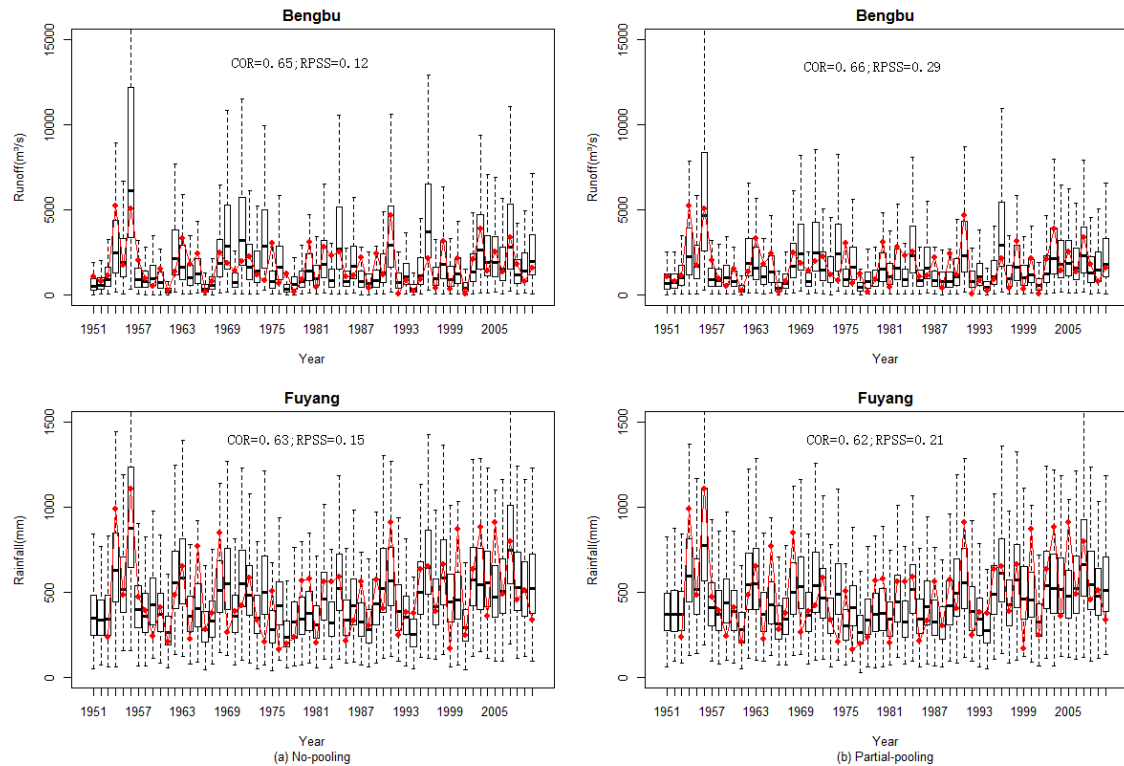 Bengbu
COR=0.65;RPSS=0.12
Runoff(m³/s)
0 5000 10000 15000
1951 1957 1963 1969 1975 1981 1987 1993 1999 2005
Year
Bengbu
COR=0.66;RPSS=0.29
Runoff(m³/s)
0 5000 10000 15000
1951 1957 1963 1969 1975 1981 1987 1993 1999 2005
Year
Fuyang
COR=0.63;RPSS=0.15
Rainfall(mm)
0 500 1000 1500
1951 1957 1963 1969 1975 1981 1987 1993 1999 2005
Year
(a) No-pooling
Fuyang
COR=0.62;RPSS=0.21
Rainfall(mm)
0 500 1000 1500
1951 1957 1963 1969 1975 1981 1987 1993 1999 2005
Year
(b) Partial-pooling